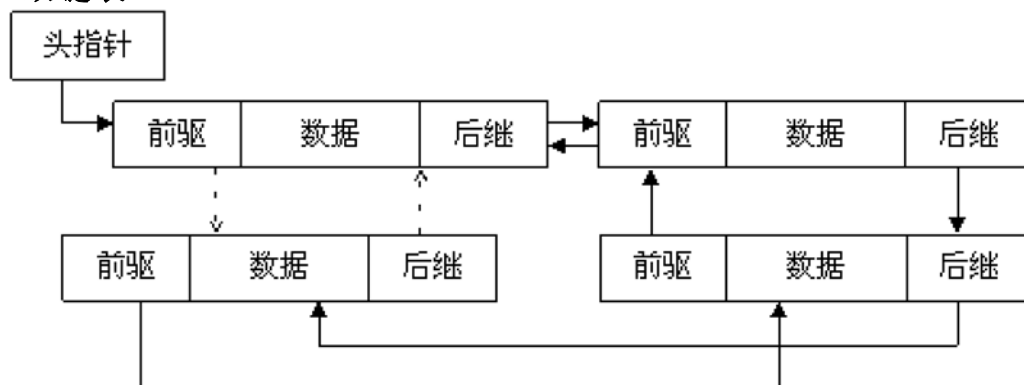 头指针
前驱 数据 后继 前驱 数据 后继
前驱 数据 后继 前驱 数据 后继